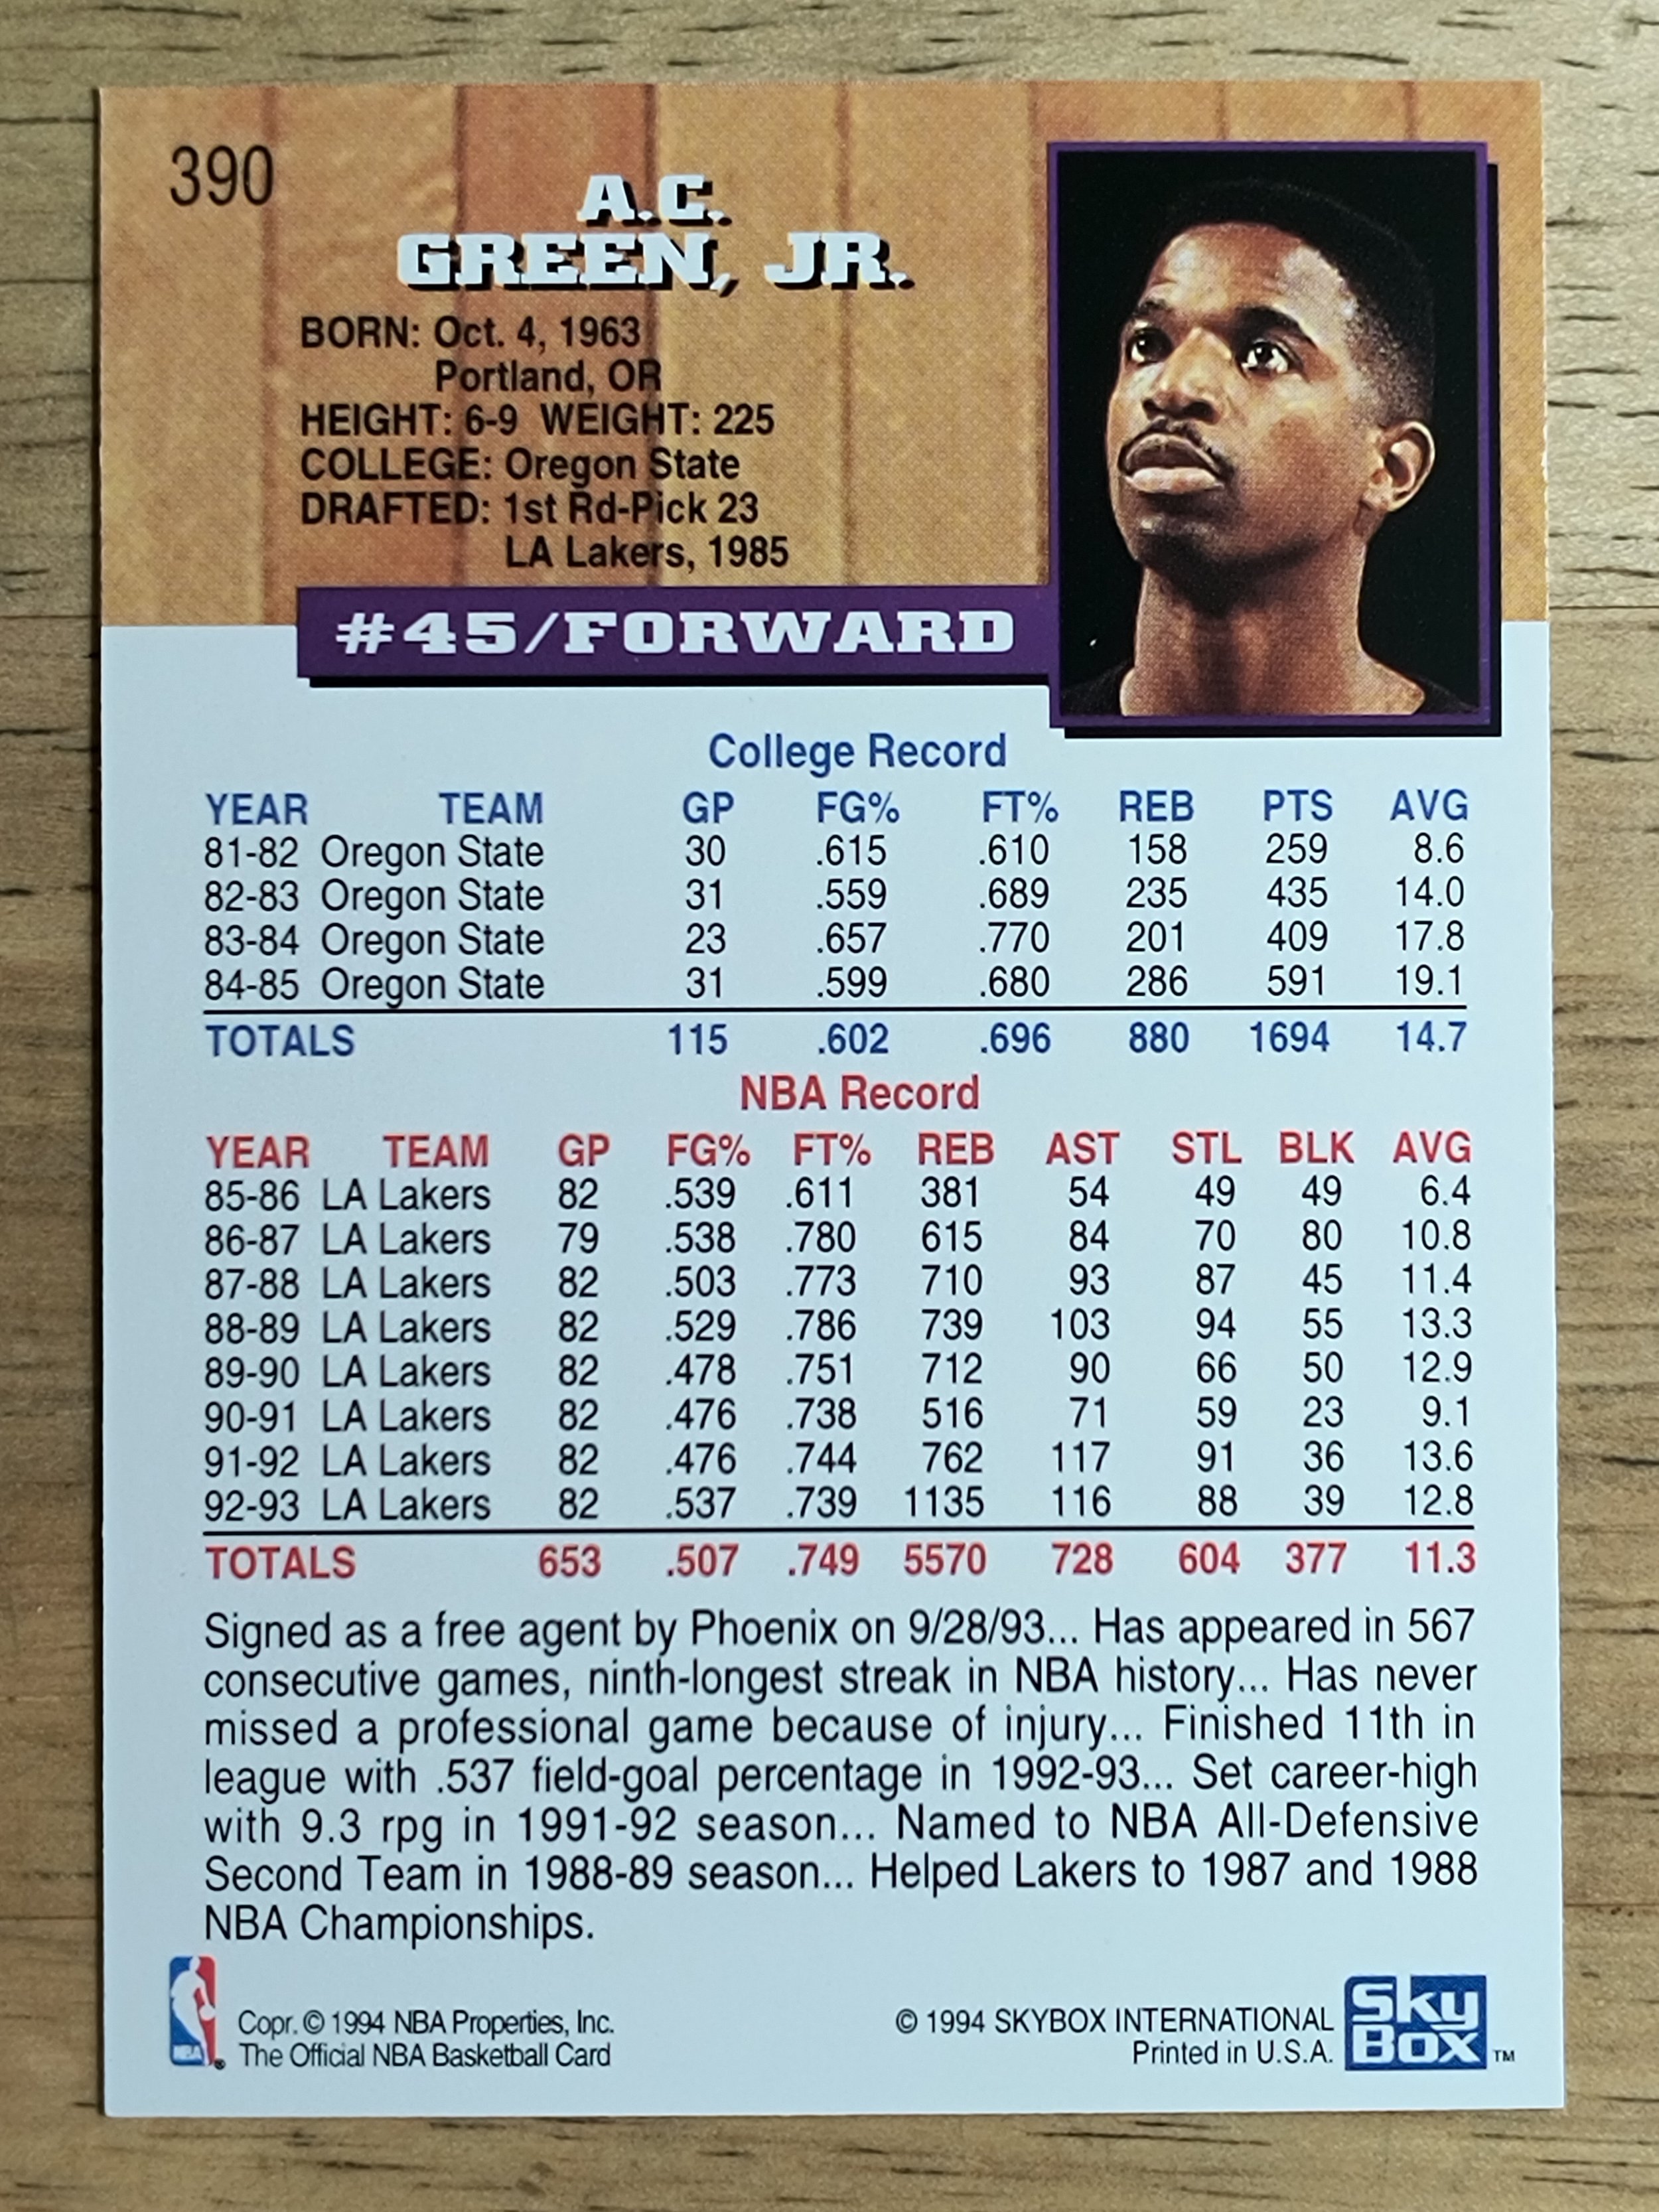 390
A.C.
GREEN, JR.
BORN: Oct. 4, 1963
Portland, OR
HEIGHT: 6-9 WEIGHT: 225
COLLEGE: Oregon State
DRAFTED: 1st Rd-Pick 23
LA Lakers, 1985
#45/FORWARD
College Record
YEAR TEAM GP FG% FT% REB PTS AVG
81-82 Oregon State 30 .615 .610 158 259 8.6
82-83 Oregon State 31 .559 .689 235 435 14.0
83-84 Oregon State 23 .657 .770 201 409 17.8
84-85 Oregon State 31 .599 .680 286 591 19.1
TOTALS 115 .602 .696 880 1694 14.7
NBA Record
YEAR TEAM GP FG% FT% REB AST STL BLK AVG
85-86 LA Lakers 82 .539 .611 381 54 49 49 6.4
86-87 LA Lakers 79 .538 .780 615 84 70 80 10.8
87-88 LA Lakers 82 .503 .773 710 93 87 45 11.4
88-89 LA Lakers 82 .529 .786 739 103 94 55 13.3
89-90 LA Lakers 82 .478 .751 712 90 66 50 12.9
90-91 LA Lakers 82 .476 .738 516 71 59 23 9.1
91-92 LA Lakers 82 .476 .744 762 117 91 36 13.6
92-93 LA Lakers 82 .537 .739 1135 116 88 39 12.8
TOTALS 653 .507 .749 5570 728 604 377 11.3
Signed as a free agent by Phoenix on 9/28/93... Has appeared in 567
consecutive games, ninth-longest streak in NBA history... Has never
missed a professional game because of injury... Finished 11th in
league with .537 field-goal percentage in 1992-93... Set career-high
with 9.3 rpg in 1991-92 season... Named to NBA All-Defensive
Second Team in 1988-89 season... Helped Lakers to 1987 and 1988
NBA Championships.
NBA ®
Copr. © 1994 NBA Properties, Inc.
The Official NBA Basketball Card
© 1994 SKYBOX INTERNATIONAL
Printed in U.S.A.
Sky
Box ™